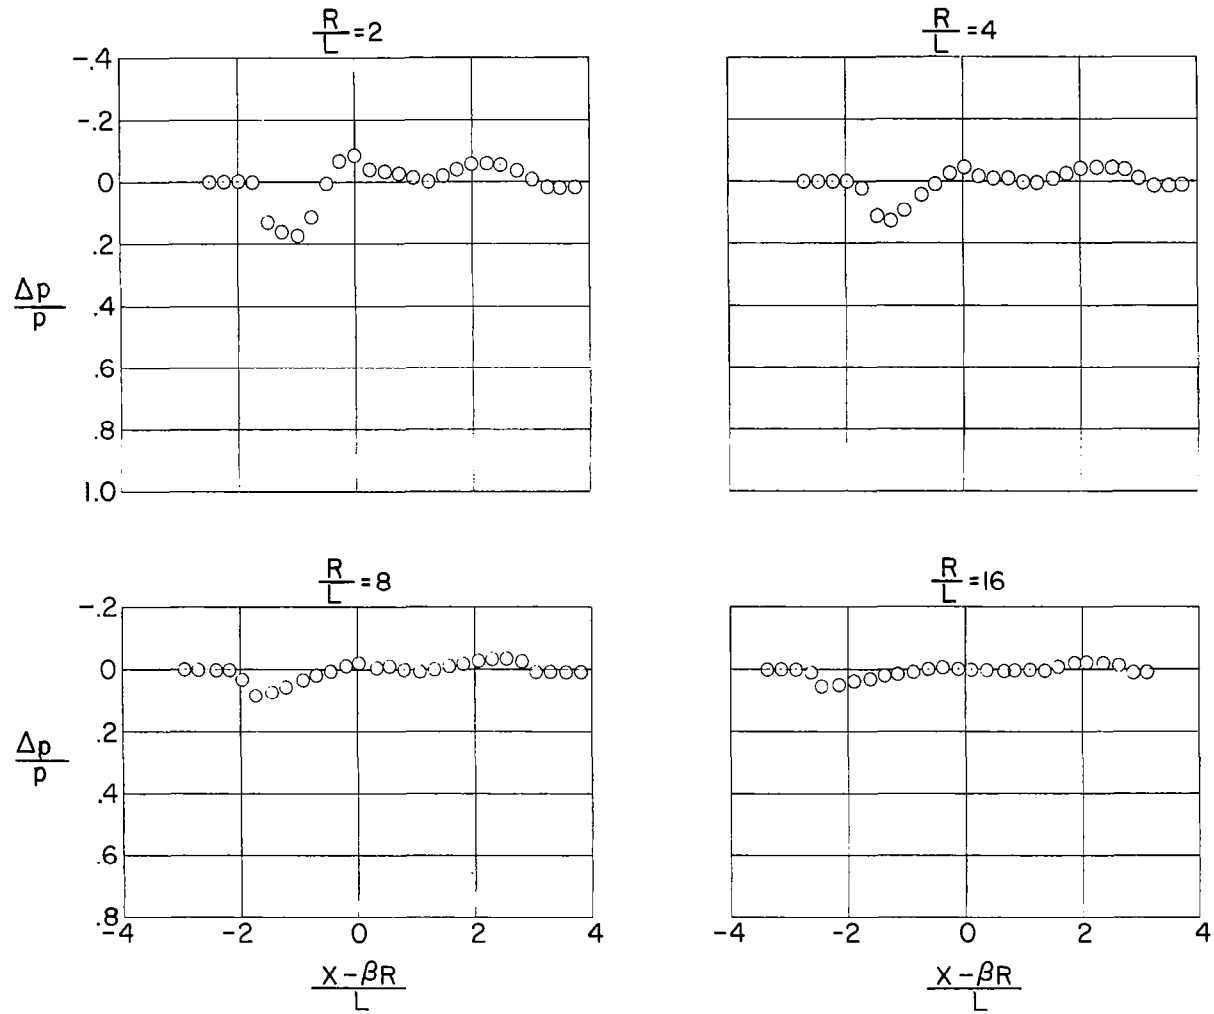 R/L = 2
R/L = 4
-.4
-.2
0
.2
.4
.6
.8
1.0
Δp/p
R/L = 8
R/L = 16
-.2
0
.2
.4
.6
.8
Δp/p
-4 -2 0 2 4
-4 -2 0 2 4
X - βR/L
X - βR/L